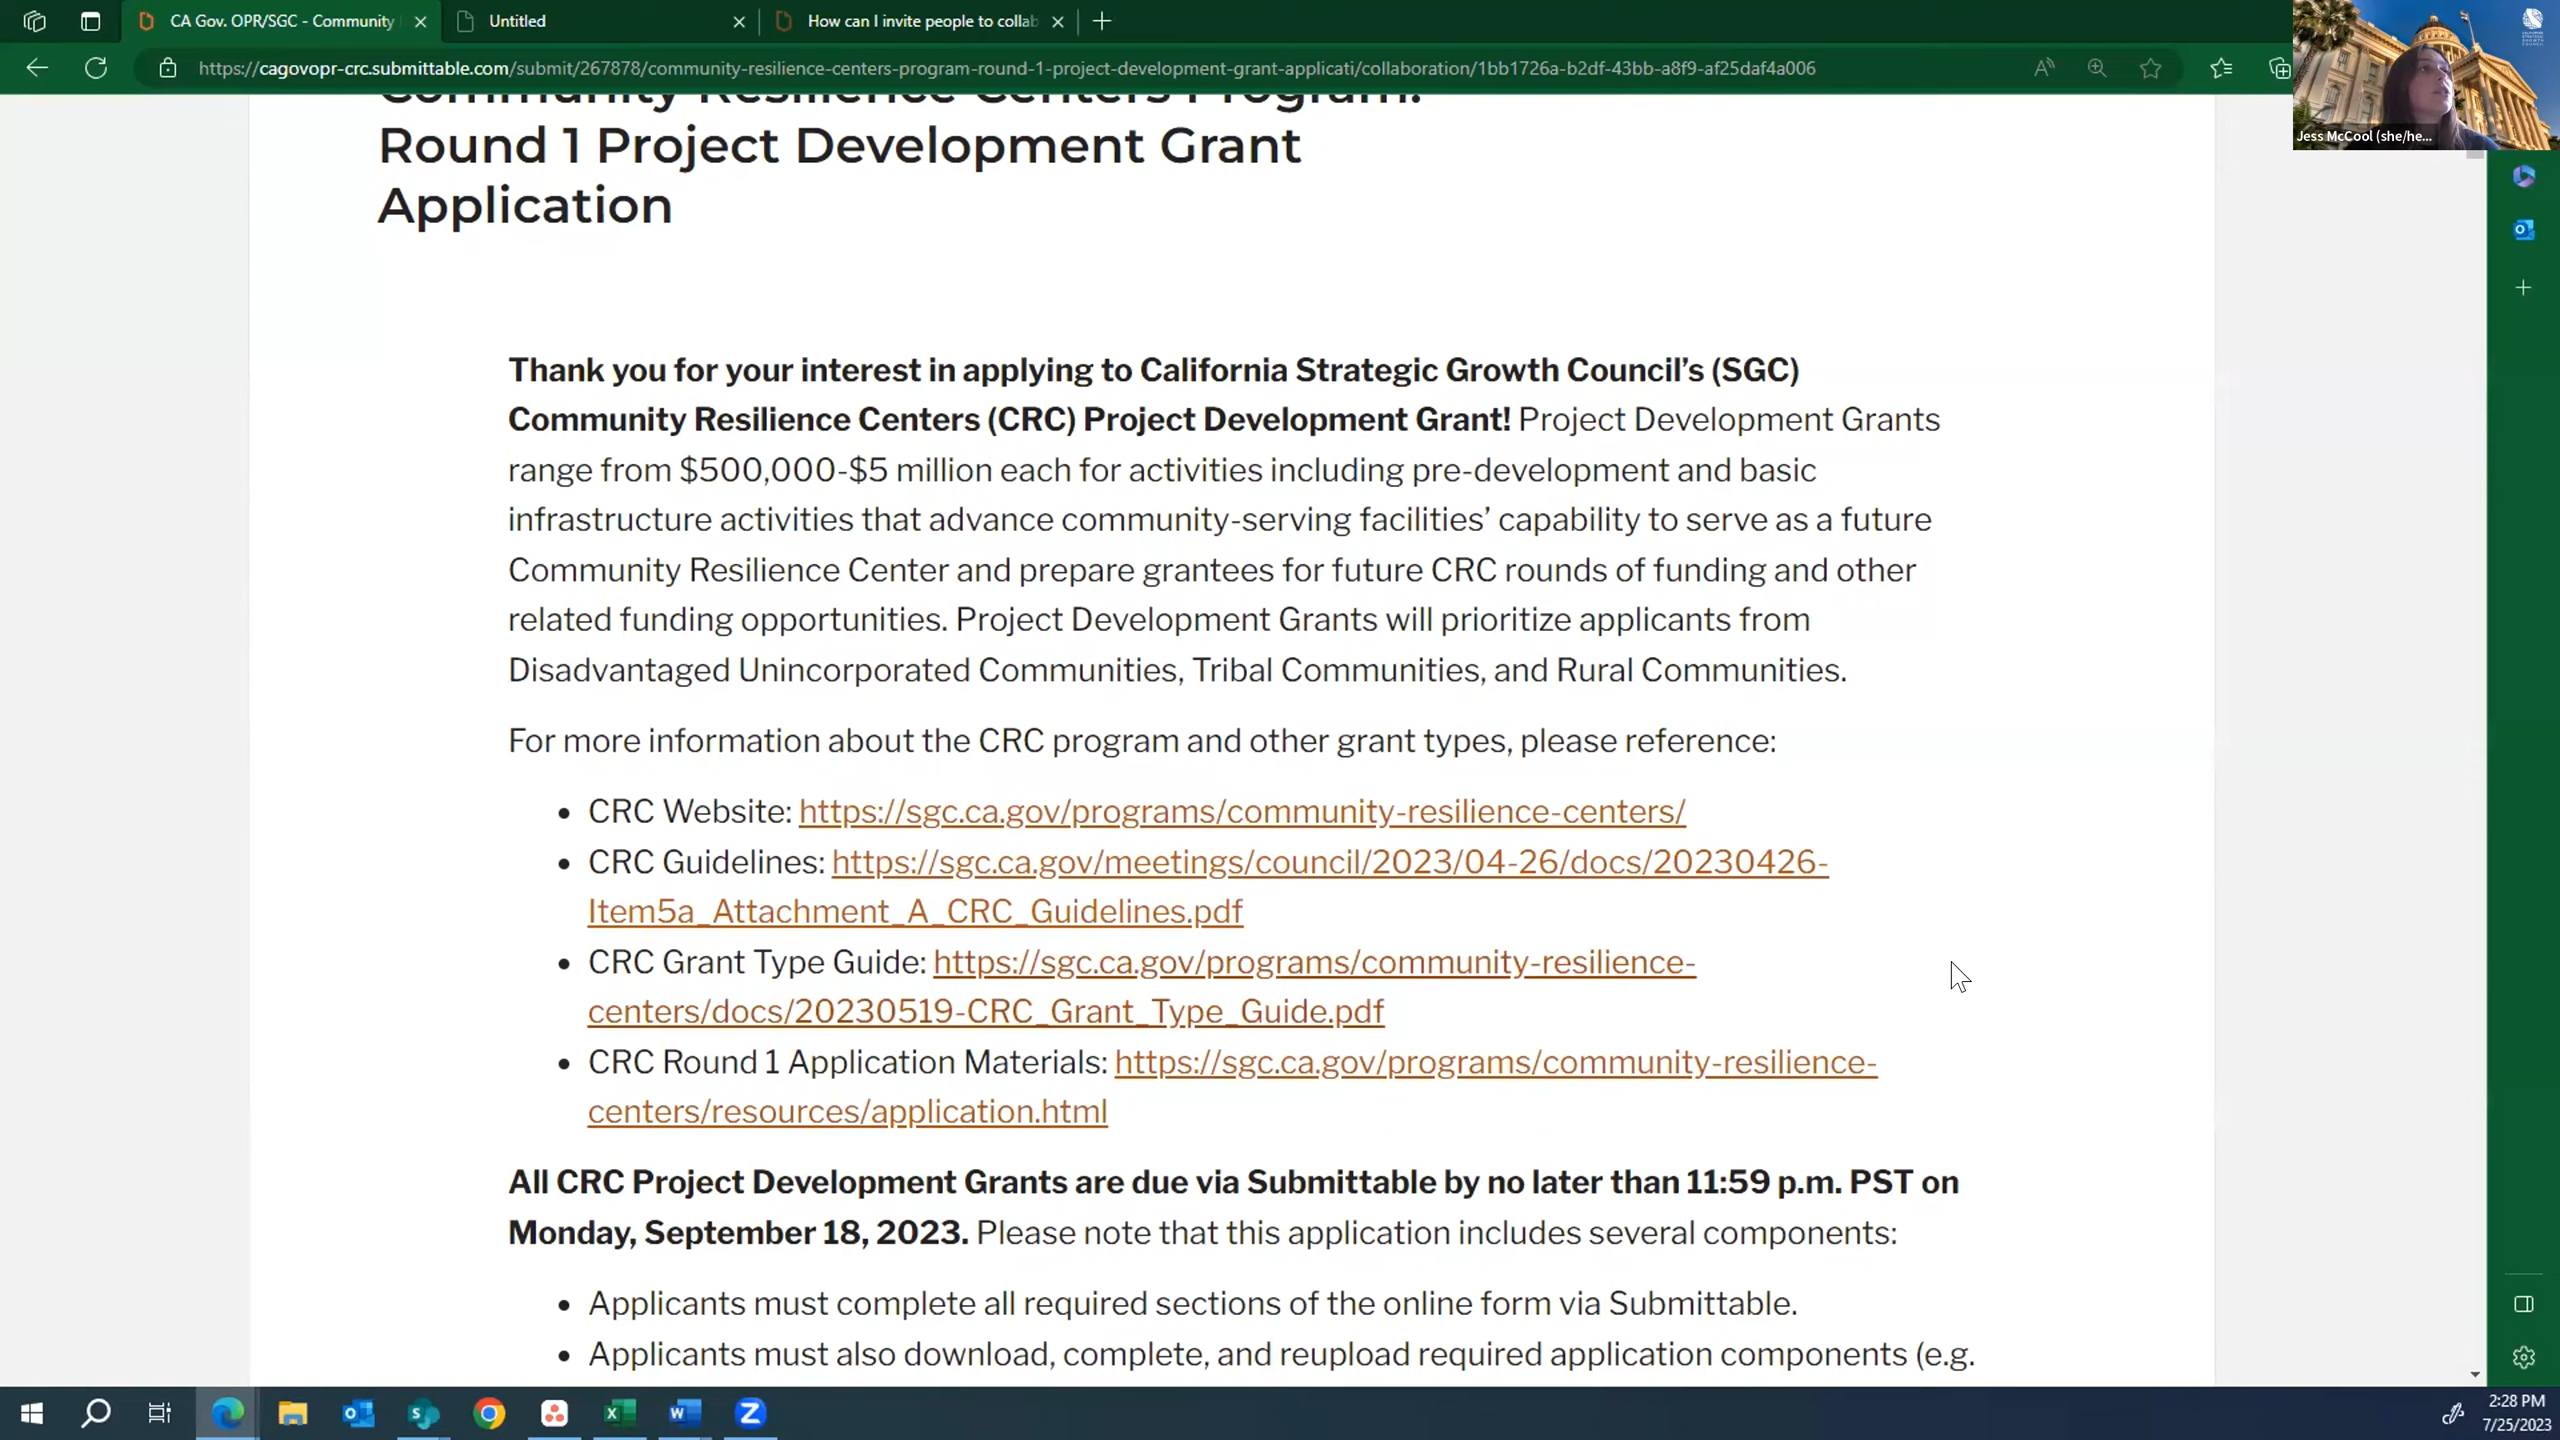 CA Gov. OPR/SGC - Community
Untitled
How can I invite people to collab
https://cagovopr-crc.submittable.com/submit/267878/community-resilience-centers-program-round-1-project-development-grant-applicati/collaboration/1bb1726a-b2df-43bb-a8f9-af25daf4a006
Jess McCool (she/he...
Community Resilience Centers Program:
Round 1 Project Development Grant
Application
Thank you for your interest in applying to California Strategic Growth Council’s (SGC)
Community Resilience Centers (CRC) Project Development Grant! Project Development Grants
range from $500,000-$5 million each for activities including pre-development and basic
infrastructure activities that advance community-serving facilities’ capability to serve as a future
Community Resilience Center and prepare grantees for future CRC rounds of funding and other
related funding opportunities. Project Development Grants will prioritize applicants from
Disadvantaged Unincorporated Communities, Tribal Communities, and Rural Communities.
For more information about the CRC program and other grant types, please reference:
• CRC Website: https://sgc.ca.gov/programs/community-resilience-centers/
• CRC Guidelines: https://sgc.ca.gov/meetings/council/2023/04-26/docs/20230426-
Item5a_Attachment_A_CRC_Guidelines.pdf
• CRC Grant Type Guide: https://sgc.ca.gov/programs/community-resilience-
centers/docs/20230519-CRC_Grant_Type_Guide.pdf
• CRC Round 1 Application Materials: https://sgc.ca.gov/programs/community-resilience-
centers/resources/application.html
All CRC Project Development Grants are due via Submittable by no later than 11:59 p.m. PST on
Monday, September 18, 2023. Please note that this application includes several components:
• Applicants must complete all required sections of the online form via Submittable.
• Applicants must also download, complete, and reupload required application components (e.g.
2:28 PM
7/25/2023